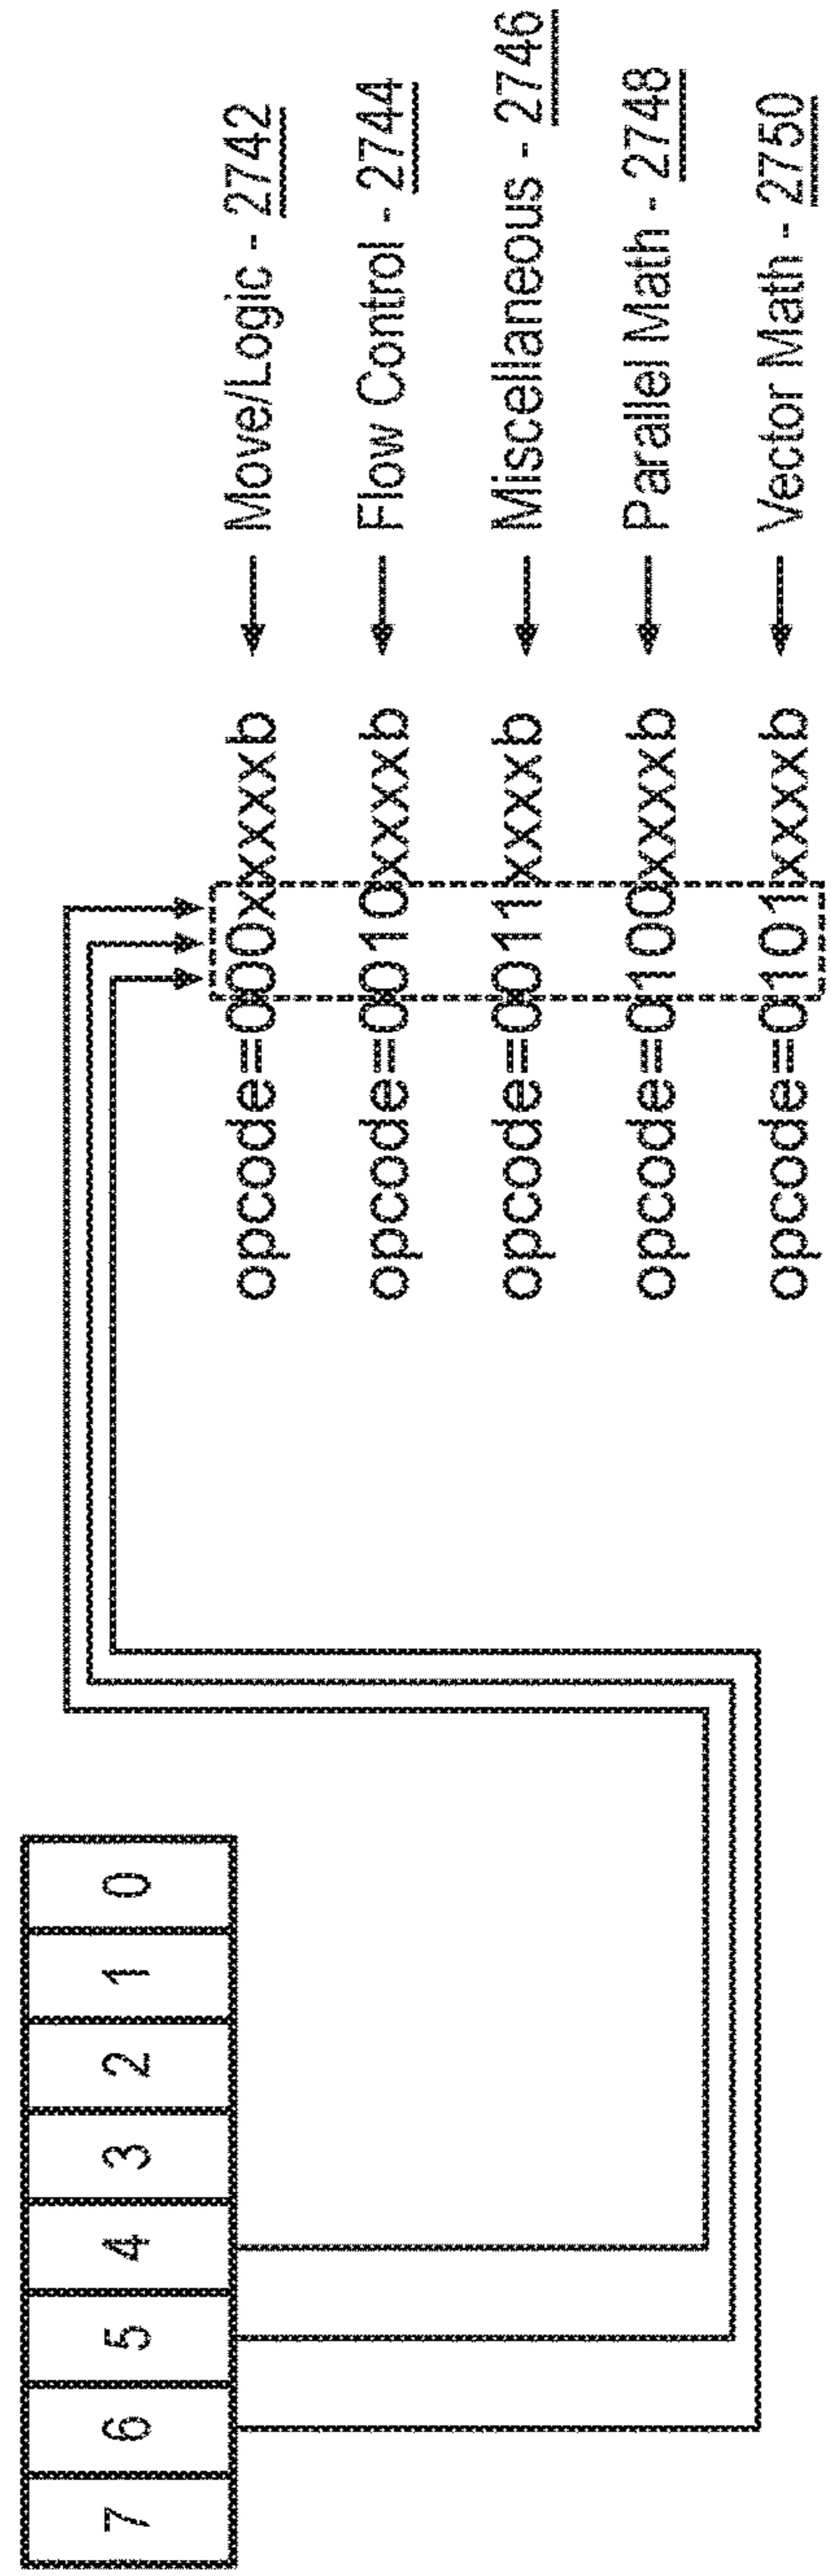 7 6 5 4 3 2 1 0
opcode=000xxxxxb ← Move/Logic - 2742
opcode=0010xxxxb ← Flow Control - 2744
opcode=0011xxxxb ← Miscellaneous - 2746
opcode=0100xxxxb ← Parallel Math - 2748
opcode=0101xxxxb ← Vector Math - 2750